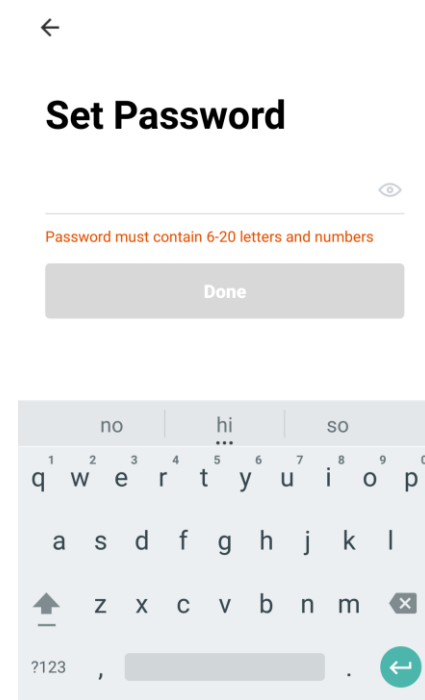 Set Password
Password must contain 6-20 letters and numbers
Done
no hi so
1 2 3 4 5 6 7 8 9 0
q w e r t y u i o p
a s d f g h j k l
z x c v b n m
?123 , .